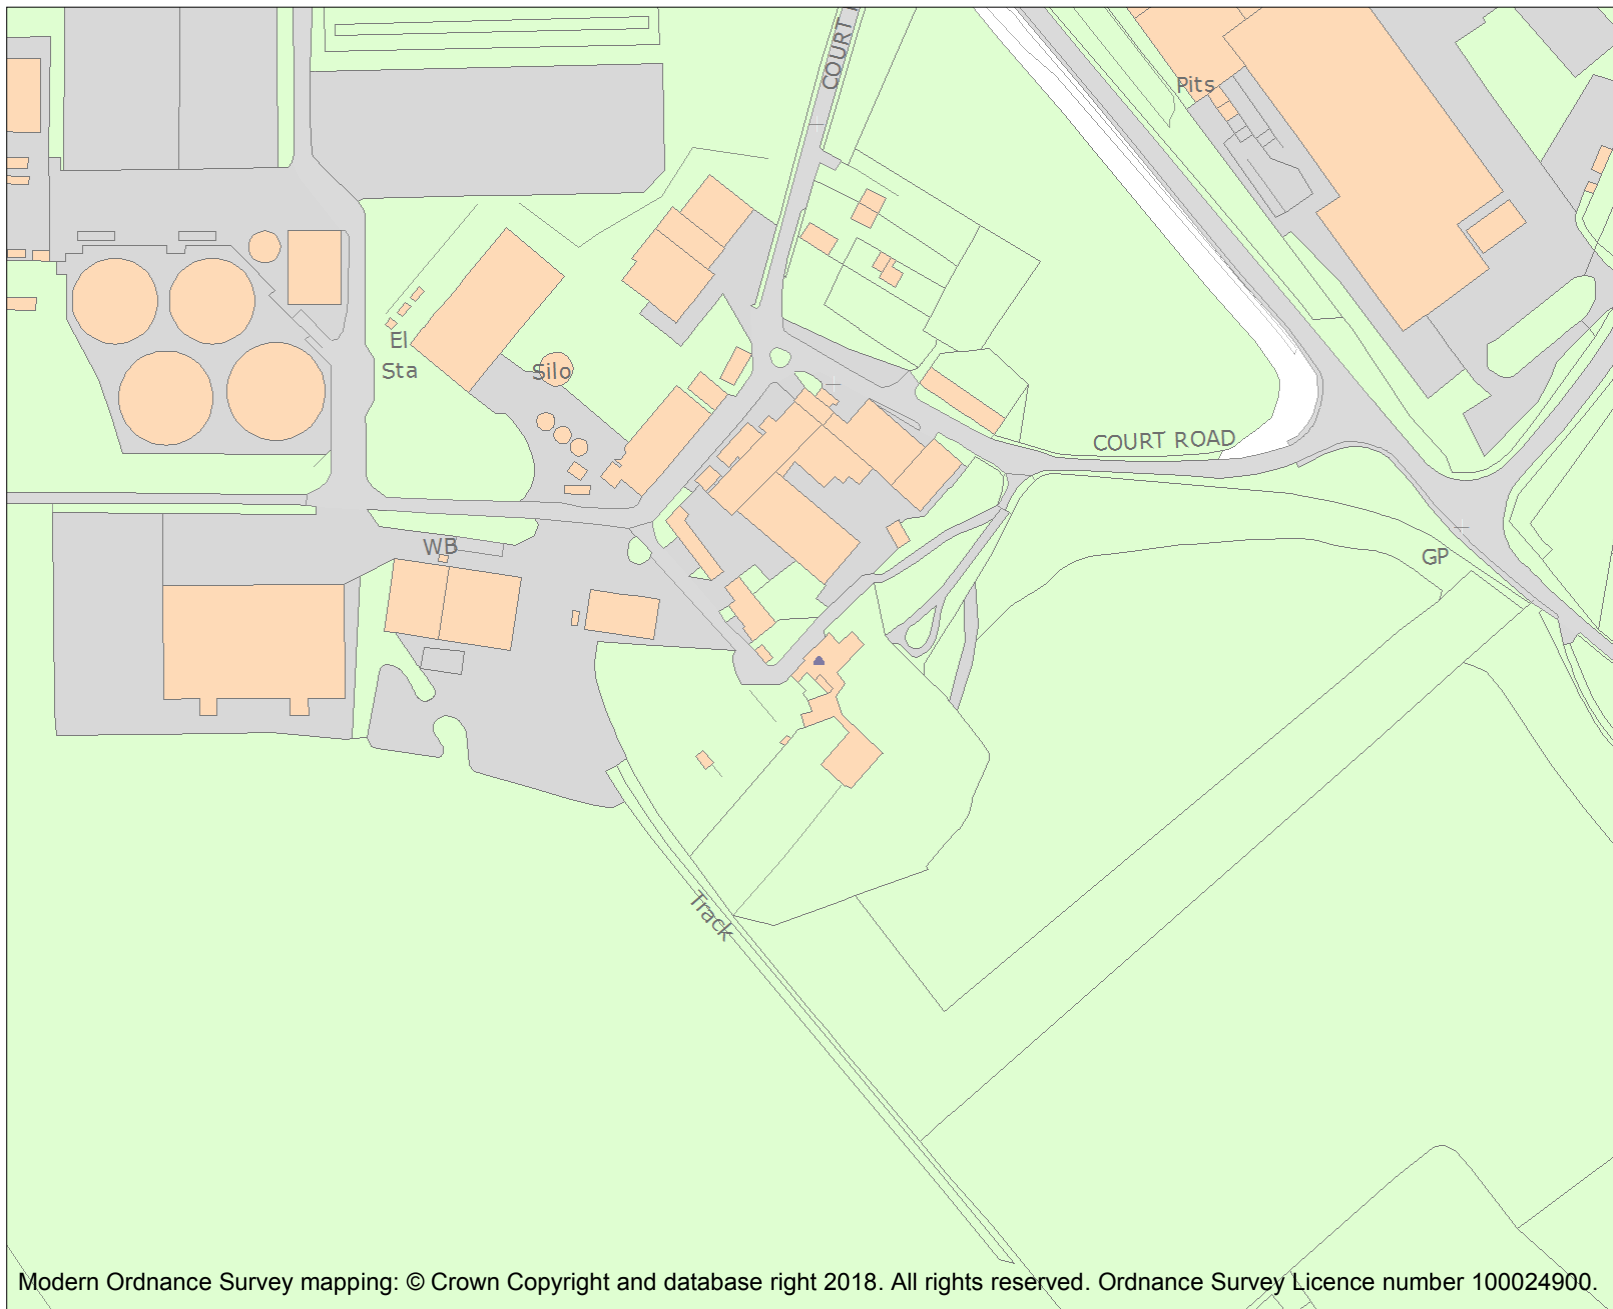 COURT
Pits
El
Sta
Silo
COURT ROAD
WB
GP
Track
Modern Ordnance Survey mapping: © Crown Copyright and database right 2018. All rights reserved. Ordnance Survey Licence number 100024900.